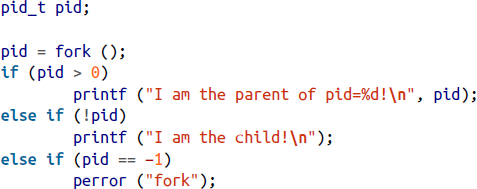 pid_t pid;

pid = fork ();
if (pid > 0)
        printf ("I am the parent of pid=%d!\n", pid);
else if (!pid)
        printf ("I am the child!\n");
else if (pid == -1)
        perror ("fork");